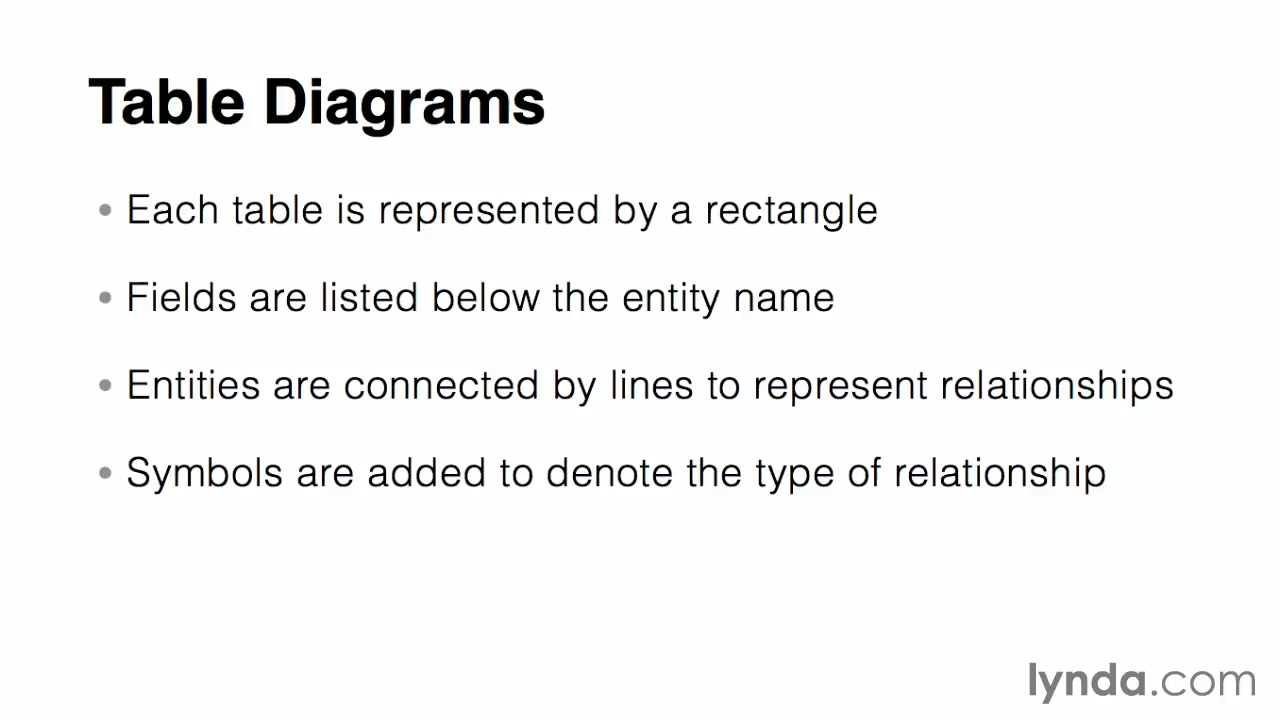 Table Diagrams
• Each table is represented by a rectangle
• Fields are listed below the entity name
• Entities are connected by lines to represent relationships
• Symbols are added to denote the type of relationship
lynda.com